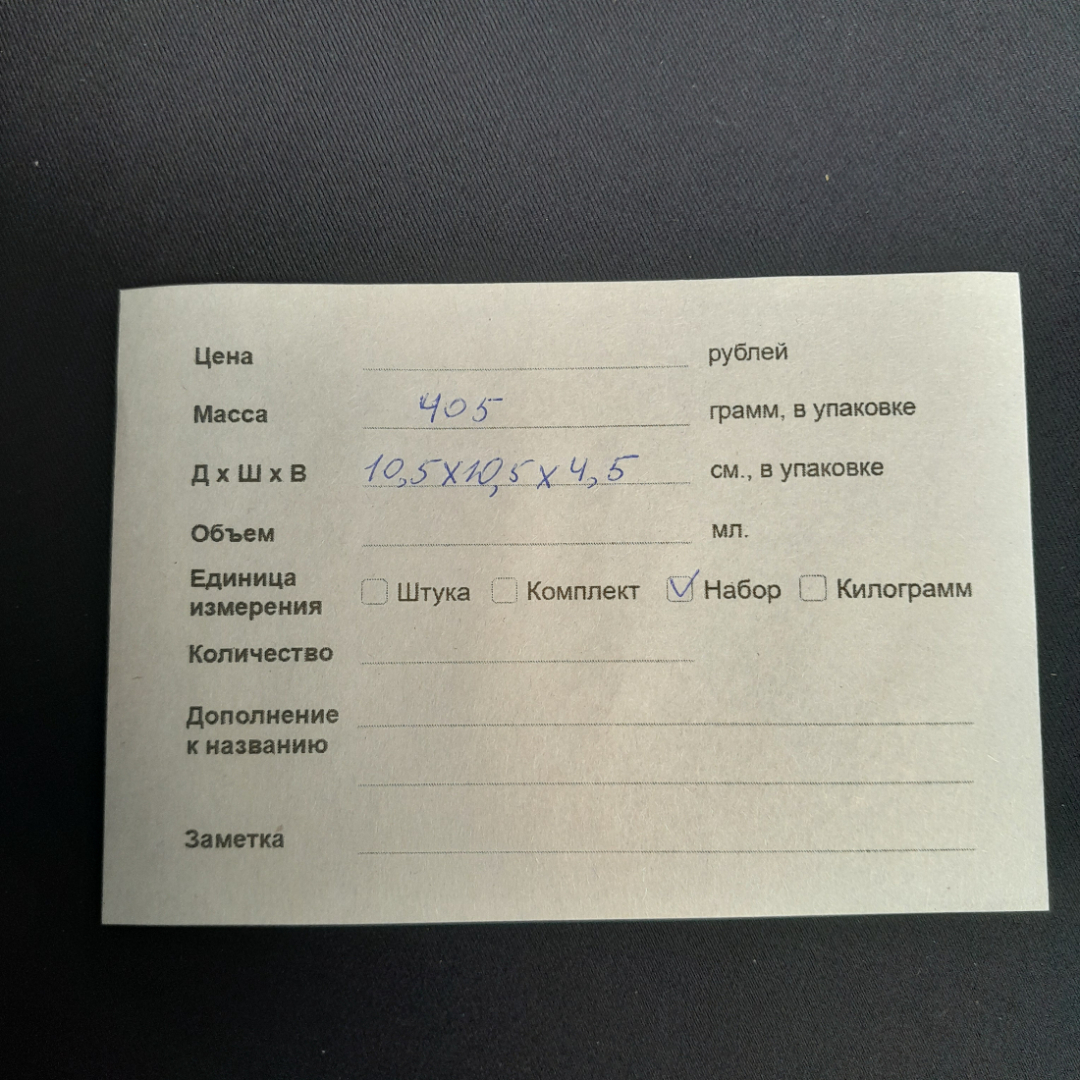 Цена рублей
Масса 405 грамм, в упаковке
Д х Ш х В 10,5х10,5х4,5 см., в упаковке
Объем мл.
Единица
измерения Штука Комплект Набор Килограмм
Количество
Дополнение
к названию
Заметка